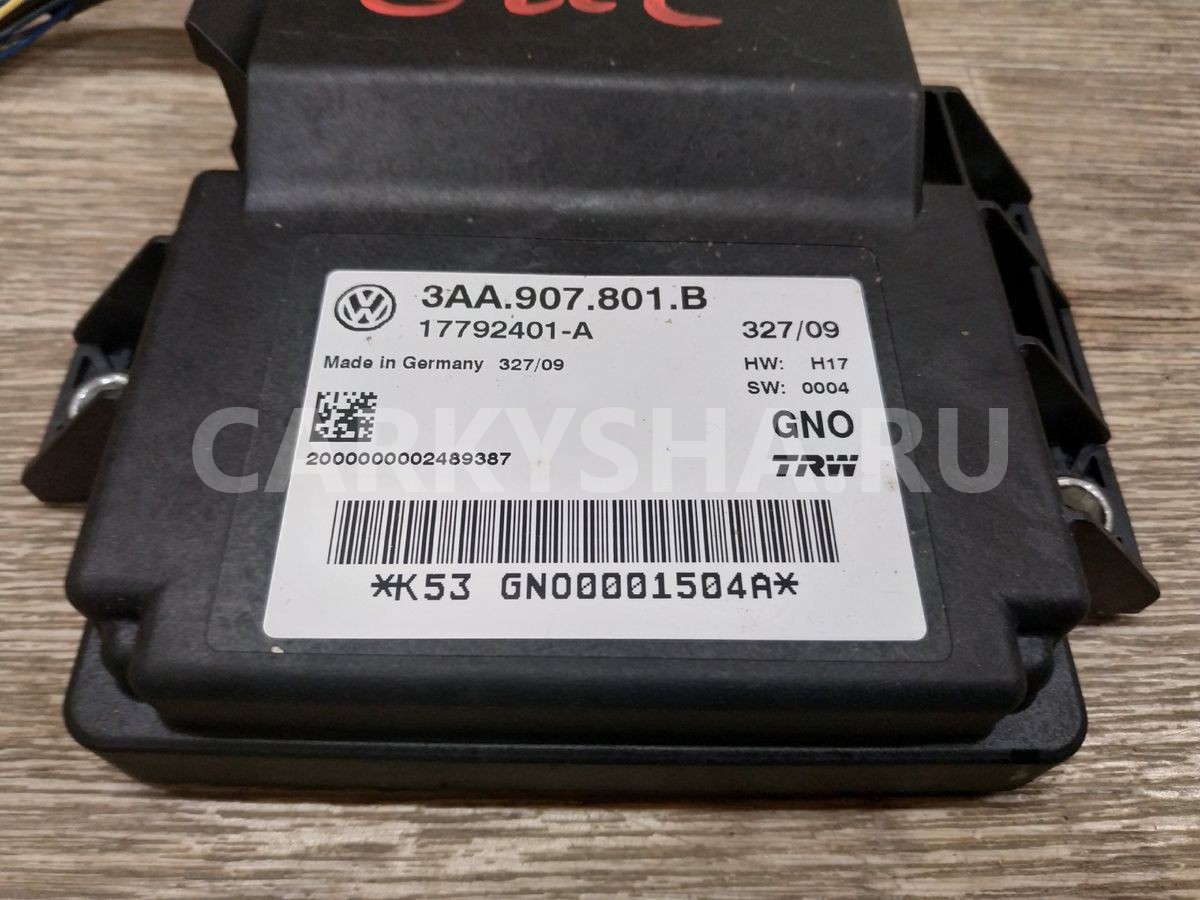 3AA.907.801.B
17792401-A 327/09
Made in Germany 327/09 HW: H17
SW: 0004
GNO
2000000002489387 TRW
CARKYSHA.RU
*K53 GNO00001504A*